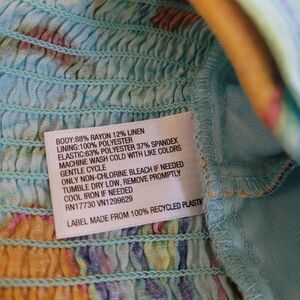 BODY:88% RAYON 12% LINEN
LINING:100% POLYESTER
ELASTIC:63% POLYESTER 37% SPANDEX
MACHINE WASH COLD WITH LIKE COLORS
GENTLE CYCLE
ONLY NON-CHLORINE BLEACH IF NEEDED
TUMBLE DRY LOW, REMOVE PROMPTLY
COOL IRON IF NEEDED
RN17730 VN1299629
LABEL MADE FROM 100% RECYCLED PLASTIC